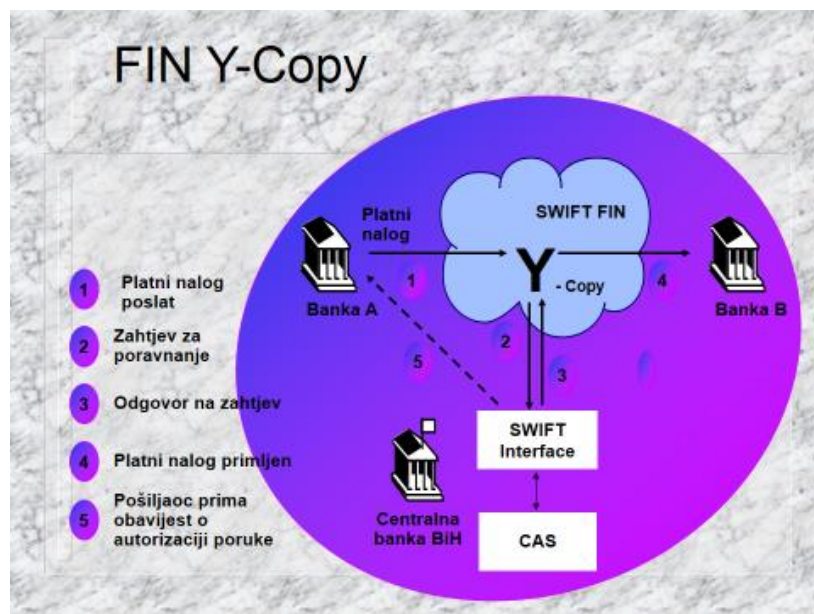 FIN Y-Copy
SWIFT FIN
Platni
nalog
Y
- Copy
1
4
Banka A
Banka B
2
5
3
1
Platni nalog
poslat
2
Zahtjev za
poravnanje
3
Odgovor na zahtjev
4
Platni nalog primljen
5
Pošiljaoc prima
obavijest o
autorizaciji poruke
SWIFT
Interface
Centralna
banka BiH
CAS